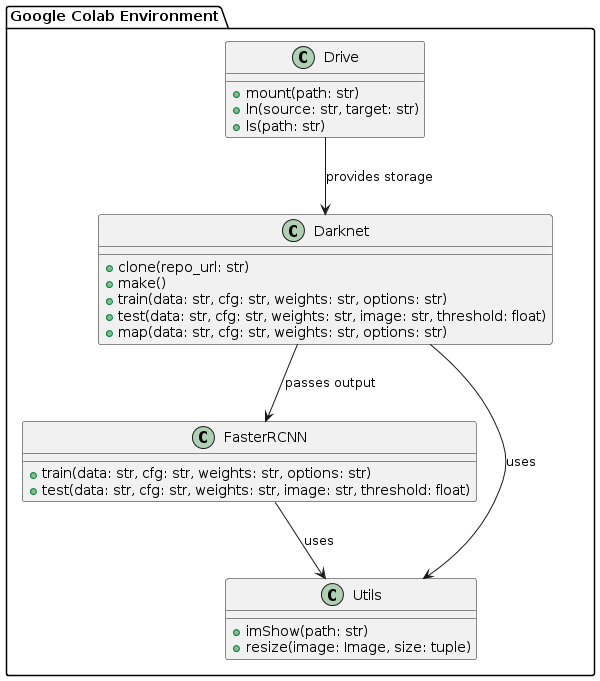 Google Colab Environment
C Drive
mount(path: str)
ln(source: str, target: str)
ls(path: str)
provides storage
C Darknet
clone(repo_url: str)
make()
train(data: str, cfg: str, weights: str, options: str)
test(data: str, cfg: str, weights: str, image: str, threshold: float)
map(data: str, cfg: str, weights: str, options: str)
passes output
C FasterRCNN
train(data: str, cfg: str, weights: str, options: str)
test(data: str, cfg: str, weights: str, image: str, threshold: float)
uses
uses
C Utils
imShow(path: str)
resize(image: Image, size: tuple)